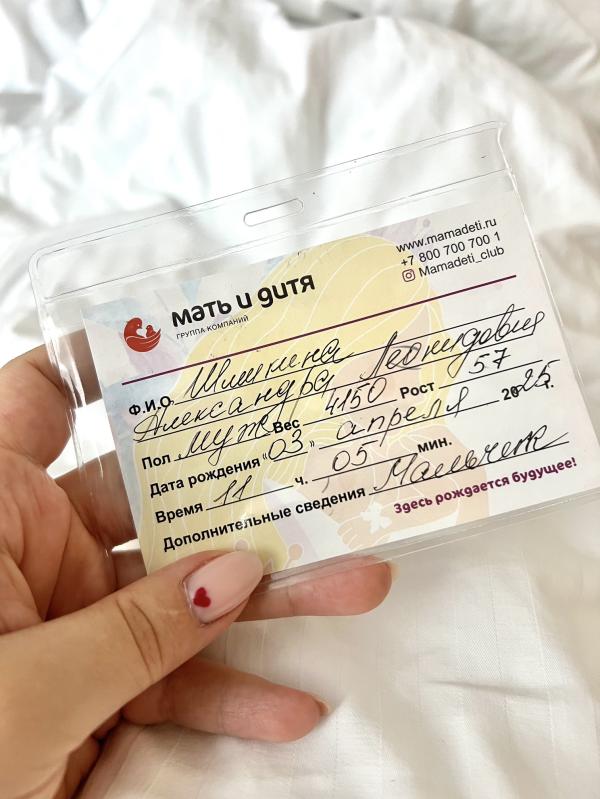 мать и дитя
ГРУППА КОМПАНИЙ
www.mamadeti.ru
+7 800 700 700 1
Mamadeti_club
Ф.И.О. Шишкина
Александра Леонидовна
Пол муж Вес 4150 Рост 57
Дата рождения «03» апреля 2025 г.
Время 11 ч. 05 мин.
Дополнительные сведения Мальчик
Здесь рождается будущее!